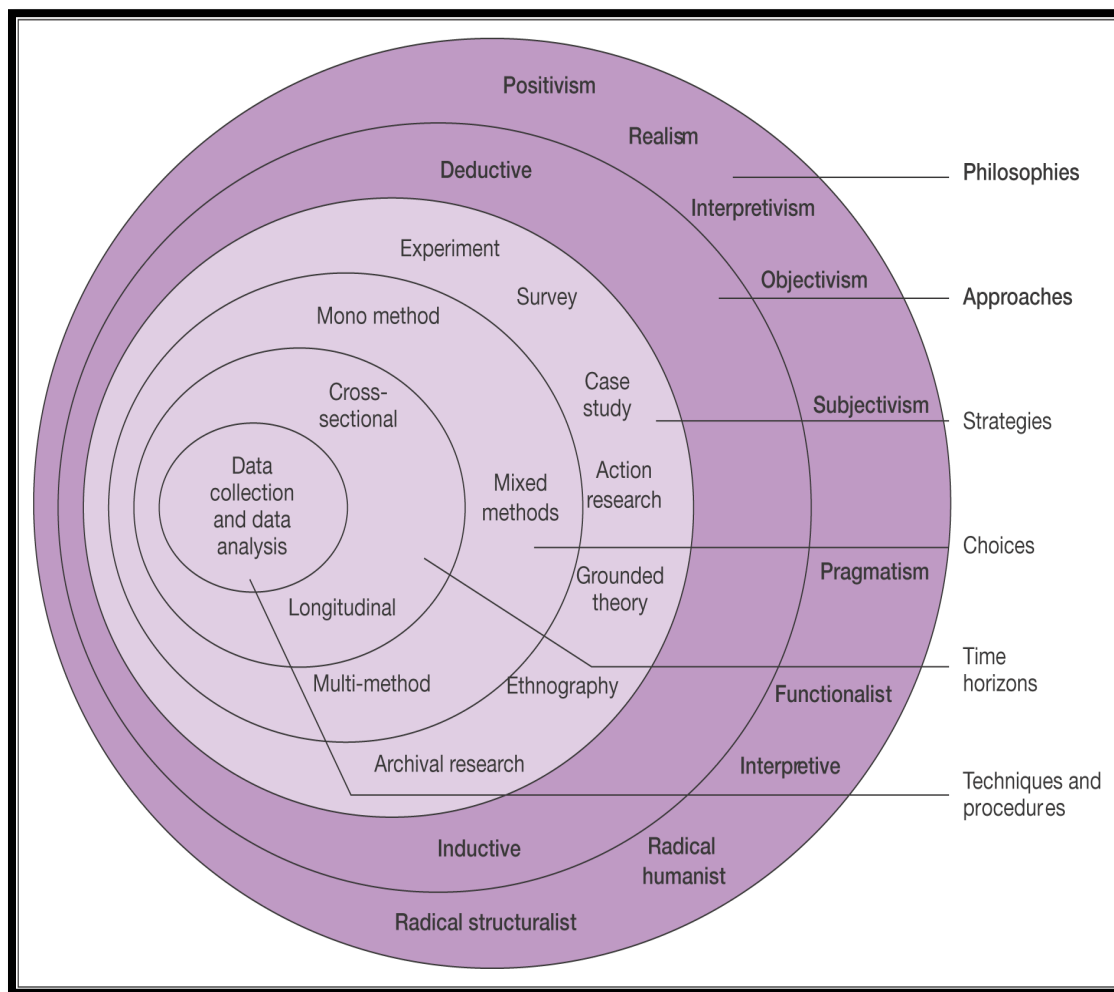 Positivism
Realism
Deductive
Philosophies
Interpretivism
Experiment
Objectivism
Survey
Approaches
Mono method
Cross-
sectional
Case
study
Subjectivism
Strategies
Data
collection
and data
analysis
Mixed
methods
Action
research
Choices
Pragmatism
Grounded
theory
Longitudinal
Time
horizons
Multi-method
Ethnography
Functionalist
Archival research
Interpretive
Techniques and
procedures
Inductive
Radical
humanist
Radical structuralist